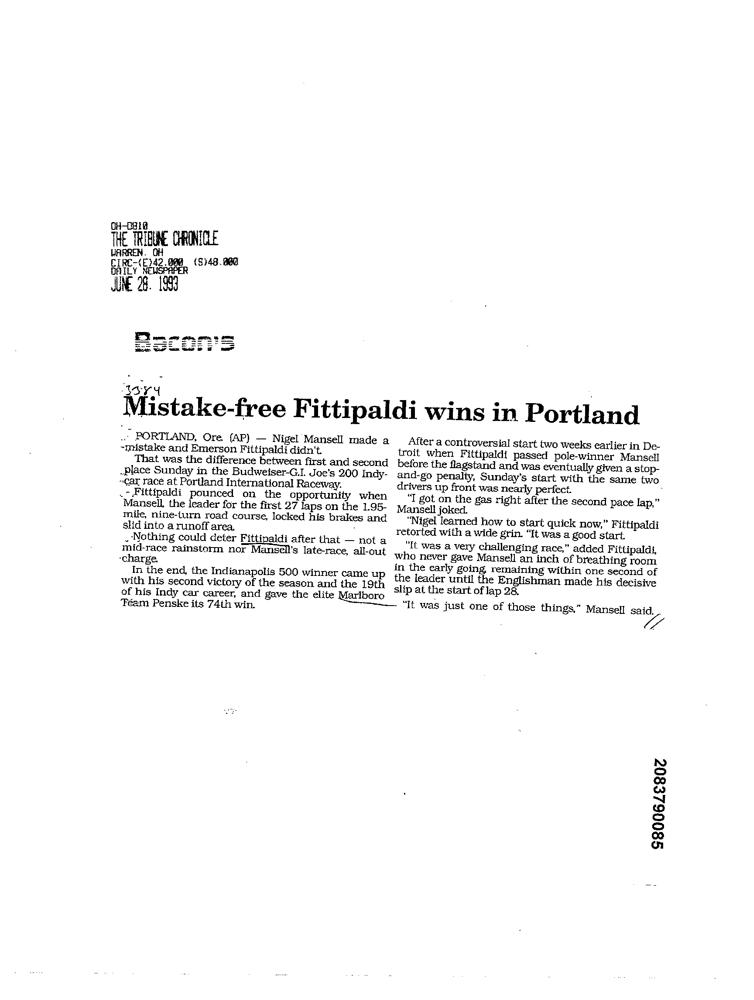 OH-0810
THE TRIBUNE CHRONICLE
WARREN, OH
CIRC-(E)42,000 (S)48,000
DAILY NEWSPAPER
JUNE 28, 1993
Bacon's
Mistake-free Fittipaldi wins in Portland
PORTLAND, Ore. (AP) — Nigel Mansell made a
mistake and Emerson Fittipaldi didn't.
That was the difference between first and second
place Sunday in the Budweiser-G.I. Joe's 200 Indy-
car race at Portland International Raceway.
Fittipaldi pounced on the opportunity when
Mansell, the leader for the first 27 laps on the 1.95-
mile, nine-turn road course, locked his brakes and
slid into a runoff area.
Nothing could deter Fittipaldi after that — not a
mid-race rainstorm nor Mansell's late-race, all-out
charge.
In the end, the Indianapolis 500 winner came up
with his second victory of the season and the 19th
of his Indy car career, and gave the elite Marlboro
Team Penske its 74th win.
After a controversial start two weeks earlier in De-
troit when Fittipaldi passed pole-winner Mansell
before the flagstand and was eventually given a stop-
and-go penalty, Sunday's start with the same two
drivers up front was nearly perfect.
"I got on the gas right after the second pace lap,"
Mansell joked.
"Nigel learned how to start quick now," Fittipaldi
retorted with a wide grin. "It was a good start.
"It was a very challenging race," added Fittipaldi,
who never gave Mansell an inch of breathing room
in the early going, remaining within one second of
the leader until the Englishman made his decisive
slip at the start of lap 28.
"It was just one of those things," Mansell said.
2083790085